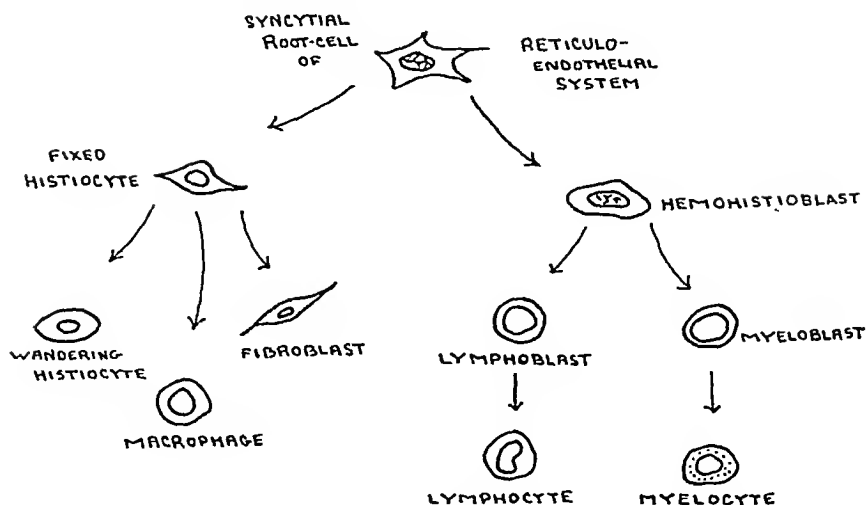 SYNCYTIAL
ROOT-CELL
OF
RETICULO-
ENDOTHELIAL
SYSTEM
FIXED
HISTIOCYTE
HEMOHISTIOBLAST
WANDERING
HISTIOCYTE
FIBROBLAST
LYMPHOBLAST
MYELOBLAST
MACROPHAGE
LYMPHOCYTE
MYELOCYTE